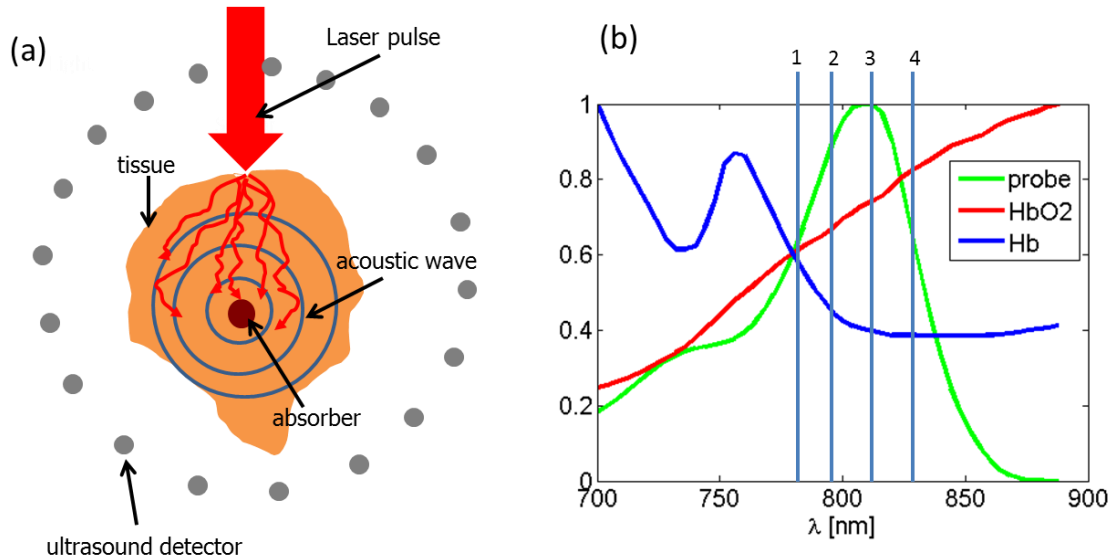 (a)
Laser pulse
tissue
acoustic wave
absorber
ultrasound detector
(b)
1 2 3 4
1
0.8
0.6
0.4
0.2
0
probe
HbO2
Hb
700 750 800 850 900
λ [nm]